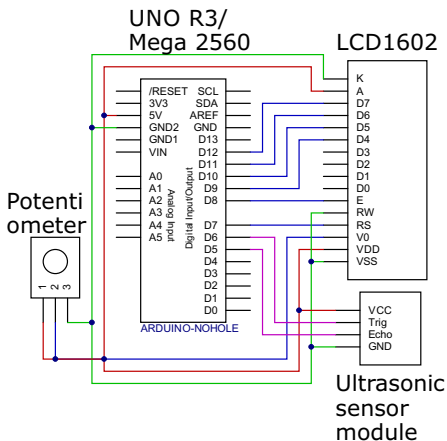 UNO R3/
Mega 2560
LCD1602
/RESET
3V3
5V
GND2
GND1
VIN
A0
A1
A2
A3
A4
A5
Analog Input
Digital Input/Output
SCL
SDA
AREF
GND
D13
D12
D11
D10
D9
D8
D7
D6
D5
D4
D3
D2
D1
D0
ARDUINO-NOHOLE
K
A
D7
D6
D5
D4
D3
D2
D1
D0
E
RW
RS
V0
VDD
VSS
Potenti
ometer
1 2 3
VCC
Trig
Echo
GND
Ultrasonic
sensor
module